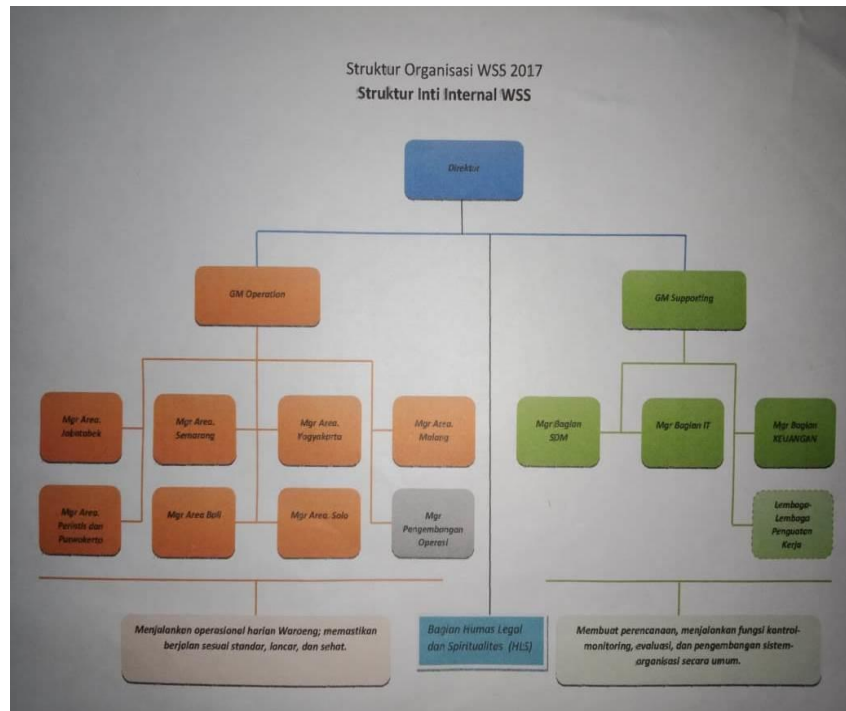 Struktur Organisasi WSS 2017
Struktur Inti Internal WSS
Direktur
GM Operation
GM Supporting
Mgr Area.
Jabotabek
Mgr Area.
Semarang
Mgr Area.
Yogyakarta
Mgr Area.
Malang
Mgr Bagian
SDM
Mgr Bagian IT
Mgr Bagian
KEUANGAN
Mgr Area.
Perintis dan
Purwokerto
Mgr Area Bali
Mgr Area. Solo
Mgr
Pengembangan
Operasi
Lembaga-
Lembaga
Penguatan
Kerja
Menjalankan operasional harian Waroeng; memastikan
berjalan sesuai standar, lancar, dan sehat.
Bagian Humas Legal
dan Spiritualitas (HLS)
Membuat perencanaan, menjalankan fungsi kontrol-
monitoring, evaluasi, dan pengembangan sistem-
organisasi secara umum.